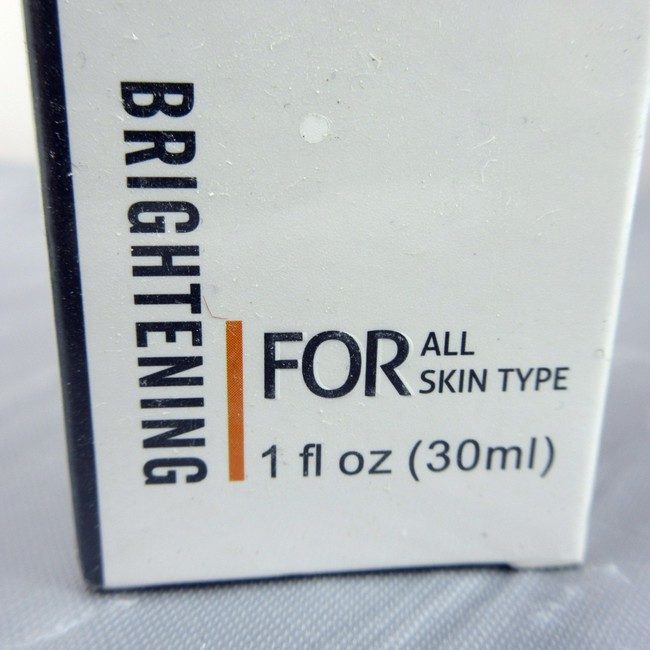 BRIGHTENING
FOR ALL
SKIN TYPE
1 fl oz (30ml)